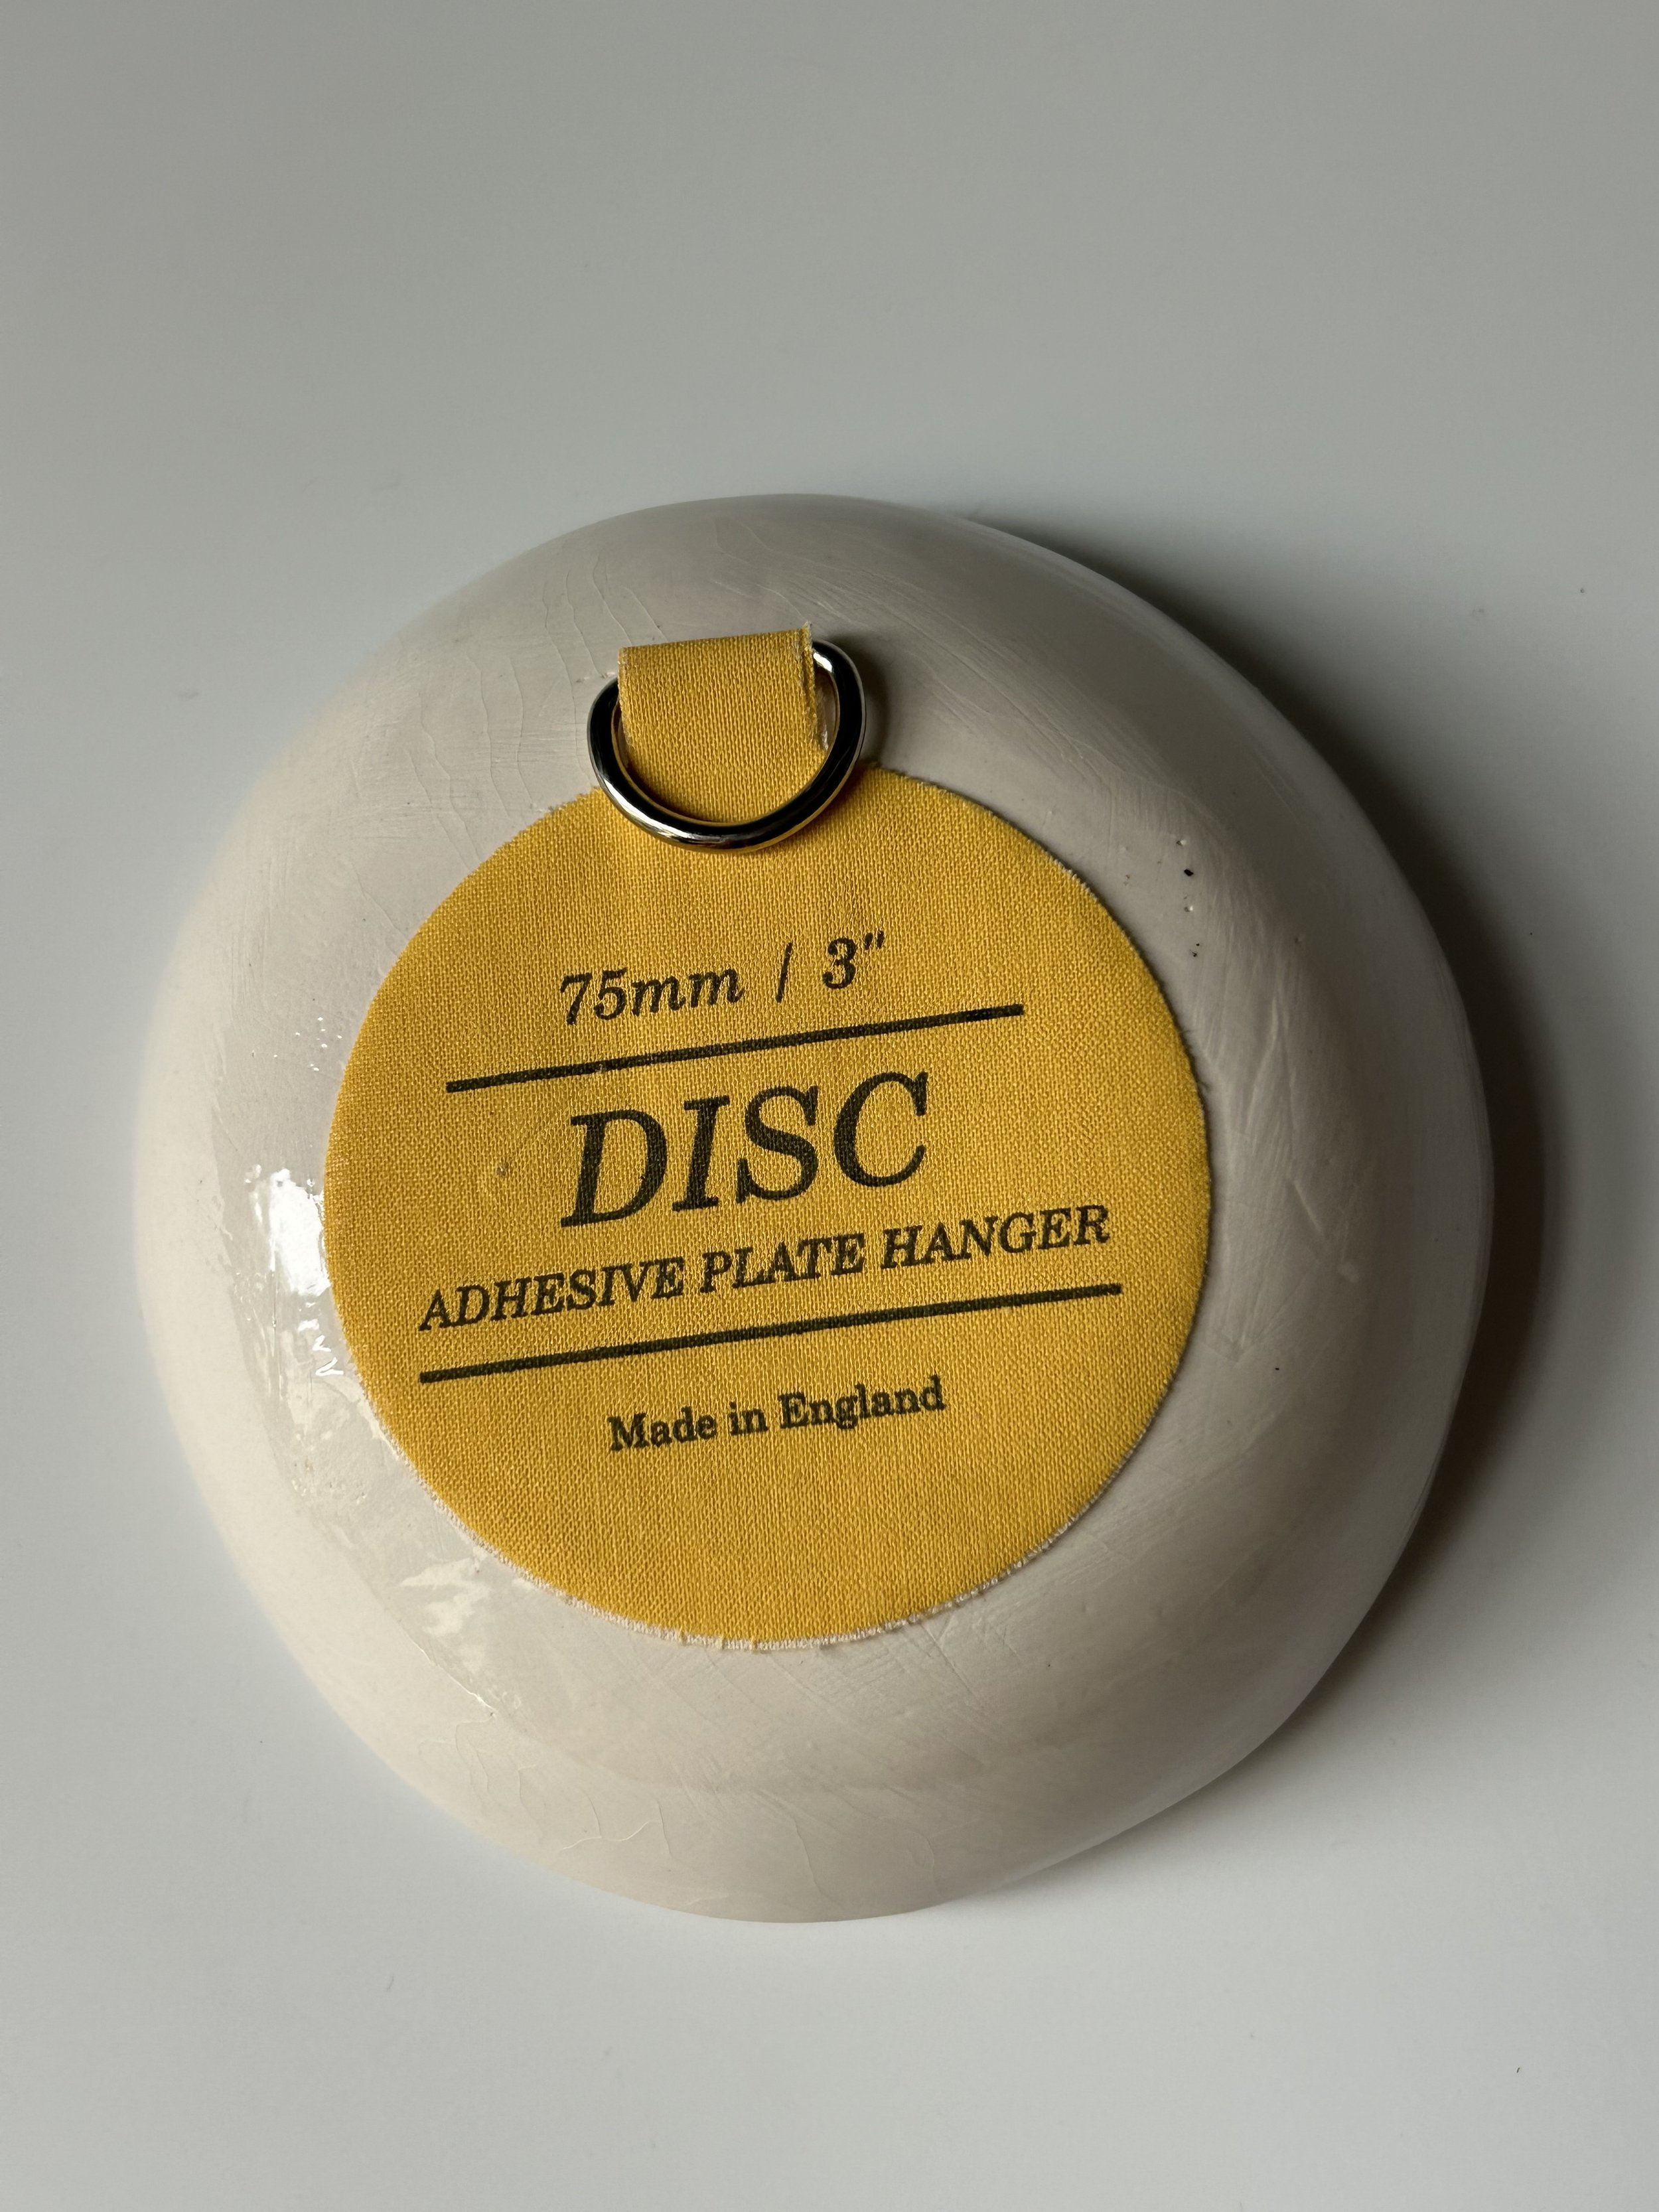 75mm / 3"
DISC
ADHESIVE PLATE HANGER
Made in England